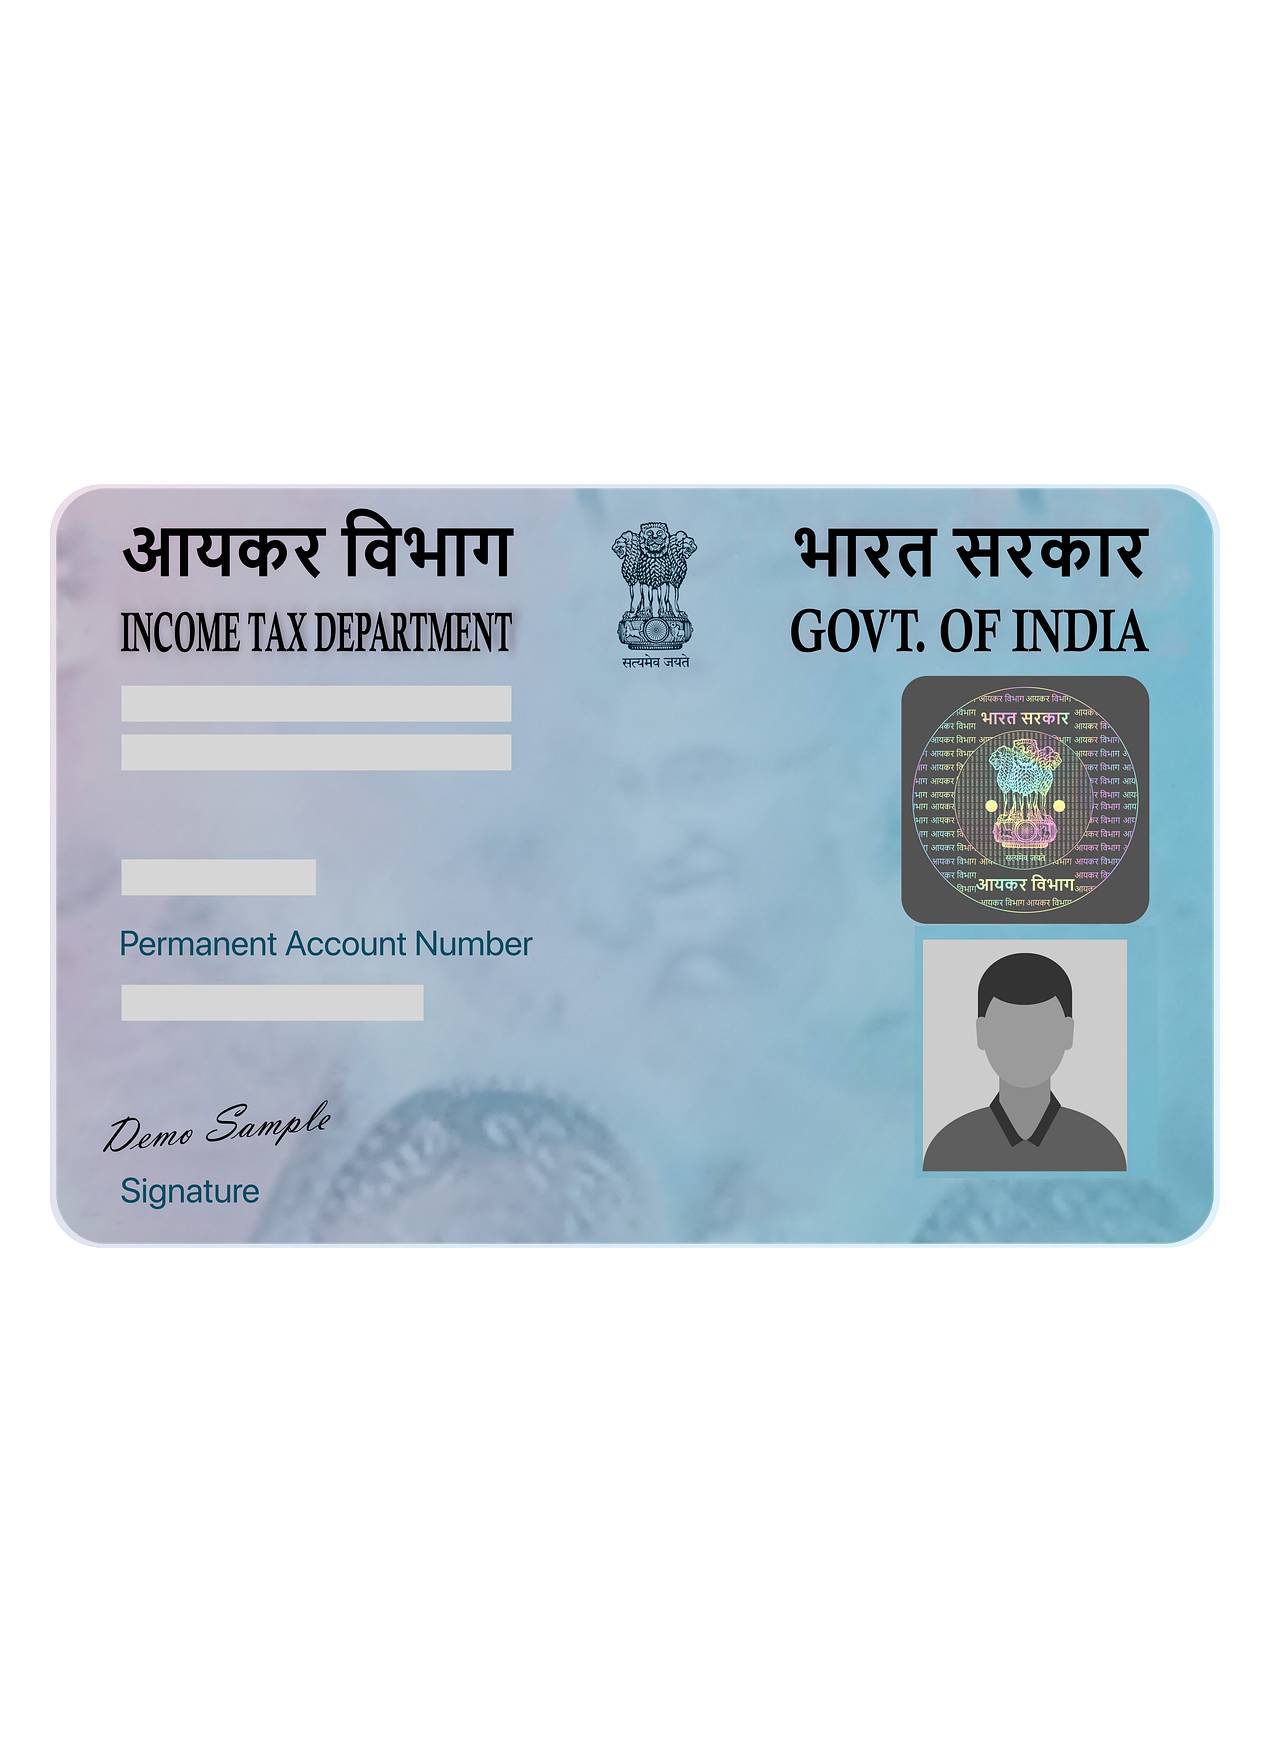 आयकर विभाग
INCOME TAX DEPARTMENT
सत्यमेव जयते
भारत सरकार
GOVT. OF INDIA
भारत सरकार
सत्यमेव जयते
आयकर विभाग
Permanent Account Number
Demo Sample
Signature